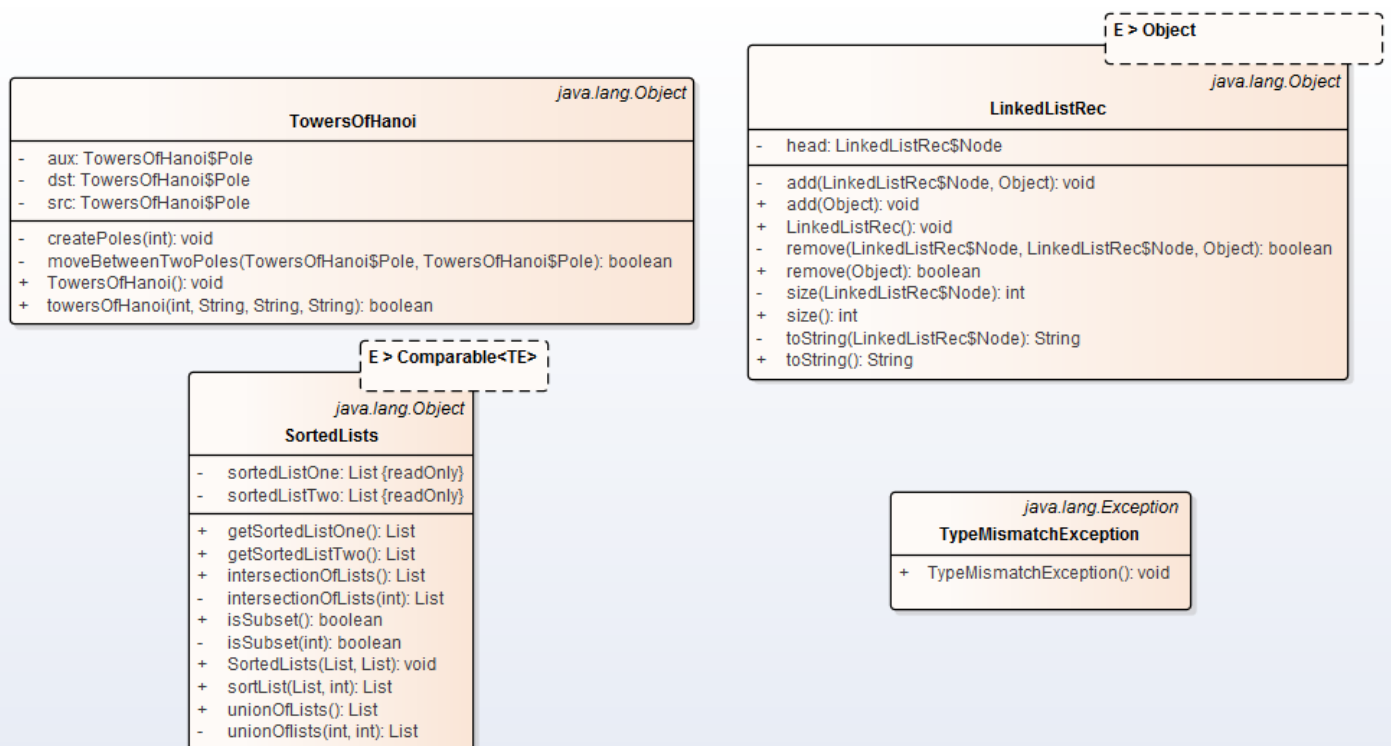 java.lang.Object
TowersOfHanoi
- aux: TowersOfHanoi$Pole
- dst: TowersOfHanoi$Pole
- src: TowersOfHanoi$Pole
- createPoles(int): void
- moveBetweenTwoPoles(TowersOfHanoi$Pole, TowersOfHanoi$Pole): boolean
+ TowersOfHanoi(): void
+ towersOfHanoi(int, String, String, String): boolean
E > Object
java.lang.Object
LinkedListRec
- head: LinkedListRec$Node
- add(LinkedListRec$Node, Object): void
+ add(Object): void
+ LinkedListRec(): void
- remove(LinkedListRec$Node, LinkedListRec$Node, Object): boolean
+ remove(Object): boolean
- size(LinkedListRec$Node): int
+ size(): int
- toString(LinkedListRec$Node): String
+ toString(): String
E > Comparable<TE>
java.lang.Object
SortedLists
- sortedListOne: List {readOnly}
- sortedListTwo: List {readOnly}
+ getSortedListOne(): List
+ getSortedListTwo(): List
+ intersectionOfLists(): List
- intersectionOfLists(int): List
+ isSubset(): boolean
- isSubset(int): boolean
+ SortedLists(List, List): void
+ sortList(List, int): List
+ unionOfLists(): List
- unionOflists(int, int): List
java.lang.Exception
TypeMismatchException
+ TypeMismatchException(): void